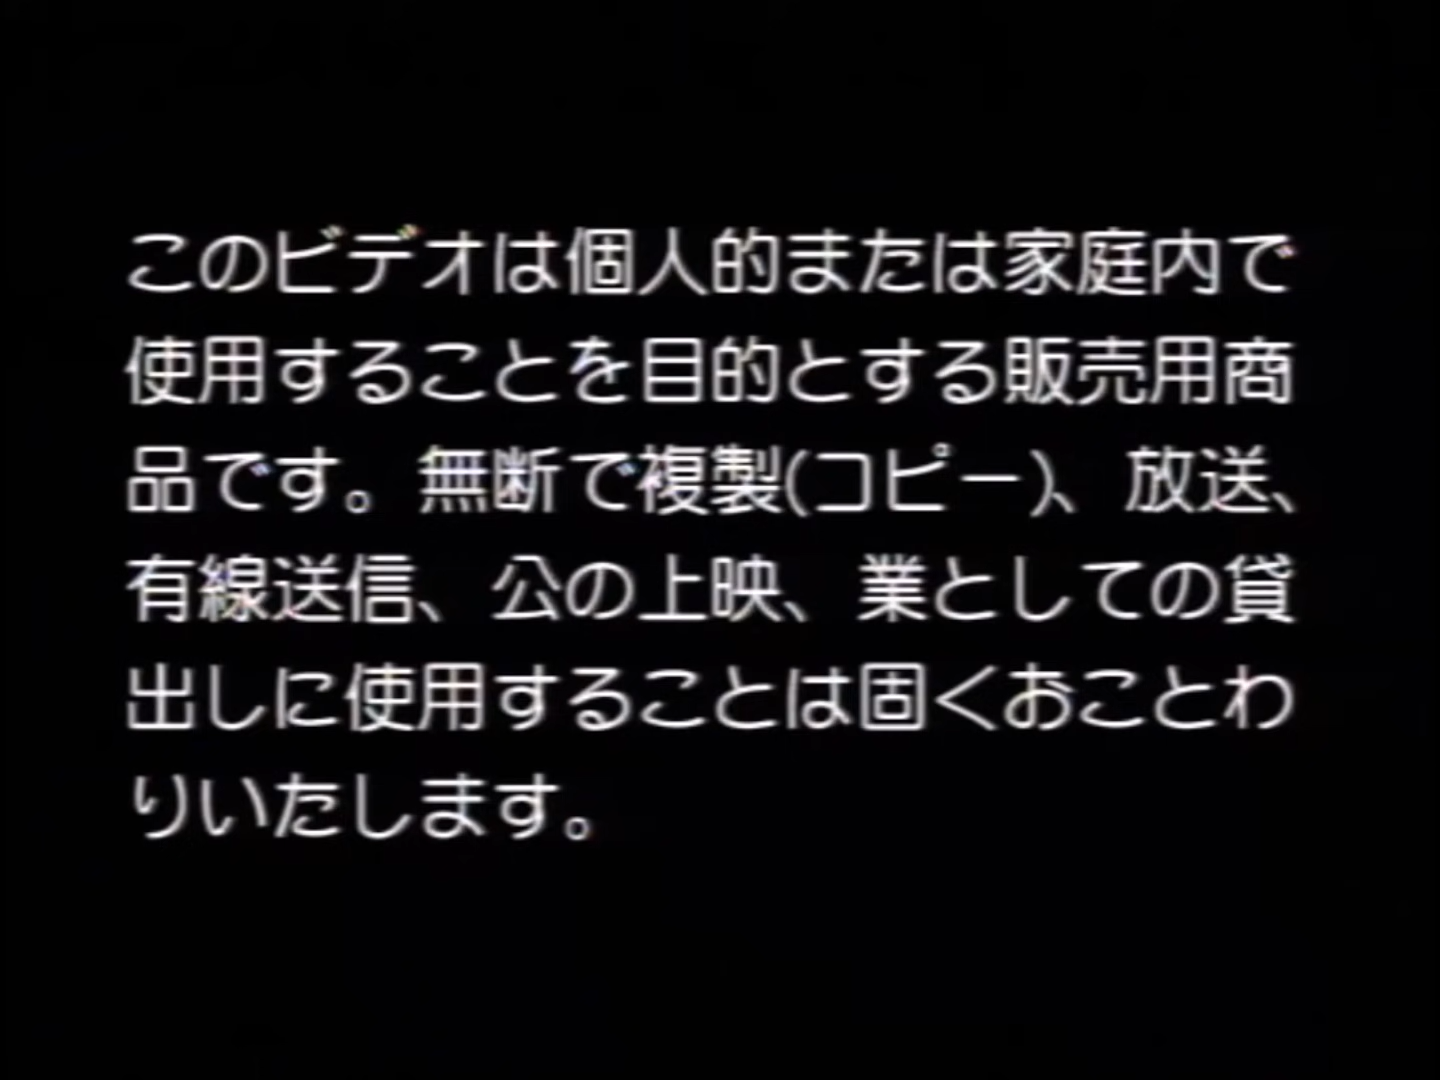 このビデオは個人的または家庭内で
使用することを目的とする販売用商
品です。無断で複製(コピー)、放送、
有線送信、公の上映、業としての貸
出しに使用することは固くおことわ
りいたします。